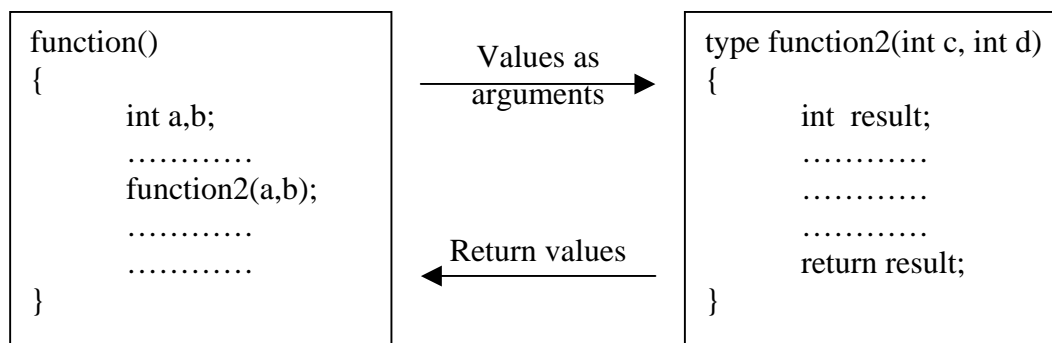 function()
{
int a,b;
…………
function2(a,b);
…………
…………
}
Values as
arguments
Return values
type function2(int c, int d)
{
int  result;
…………
…………
…………
return result;
}